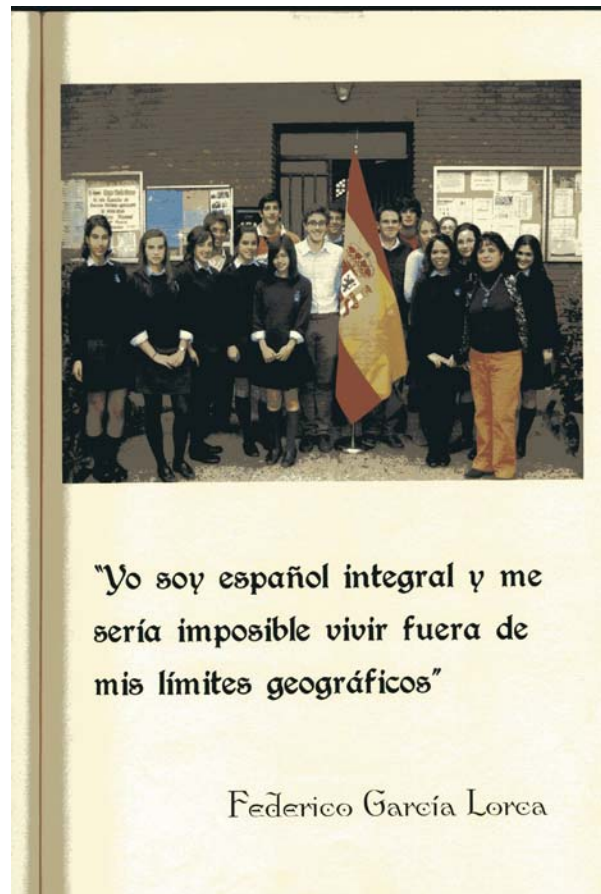 "Yo soy español integral y me
sería imposible vivir fuera de
mis límites geográficos"
Federico García Lorca